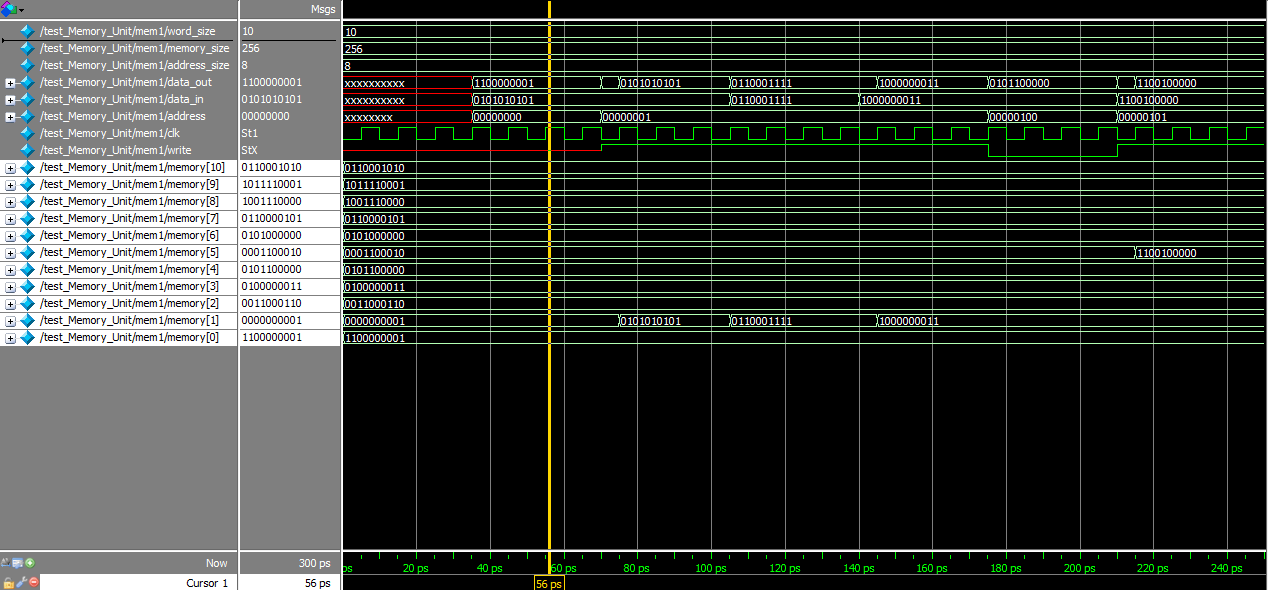 Msgs
/test_Memory_Unit/mem1/word_size 10 10
/test_Memory_Unit/mem1/memory_size 256 256
/test_Memory_Unit/mem1/address_size 8 8
/test_Memory_Unit/mem1/data_out 1100000001 xxxxxxxxxx 1100000001 0101010101 0110001111 1000000011 0101100000 1100100000
/test_Memory_Unit/mem1/data_in 0101010101 xxxxxxxxxx 0101010101 0110001111 1000000011 1100100000
/test_Memory_Unit/mem1/address 00000000 xxxxxxxx 00000000 00000001 00000100 00000101
/test_Memory_Unit/mem1/clk St1
/test_Memory_Unit/mem1/write StX
/test_Memory_Unit/mem1/memory[10] 0110001010 0110001010
/test_Memory_Unit/mem1/memory[9] 1011110001 1011110001
/test_Memory_Unit/mem1/memory[8] 1001110000 1001110000
/test_Memory_Unit/mem1/memory[7] 0110000101 0110000101
/test_Memory_Unit/mem1/memory[6] 0101000000 0101000000
/test_Memory_Unit/mem1/memory[5] 0001100010 0001100010 1100100000
/test_Memory_Unit/mem1/memory[4] 0101100000 0101100000
/test_Memory_Unit/mem1/memory[3] 0100000011 0100000011
/test_Memory_Unit/mem1/memory[2] 0011000110 0011000110
/test_Memory_Unit/mem1/memory[1] 0000000001 0000000001 0101010101 0110001111 1000000011
/test_Memory_Unit/mem1/memory[0] 1100000001 1100000001
Now 300 ps ps 20 ps 40 ps 60 ps 80 ps 100 ps 120 ps 140 ps 160 ps 180 ps 200 ps 220 ps 240 ps
Cursor 1 56 ps 56 ps